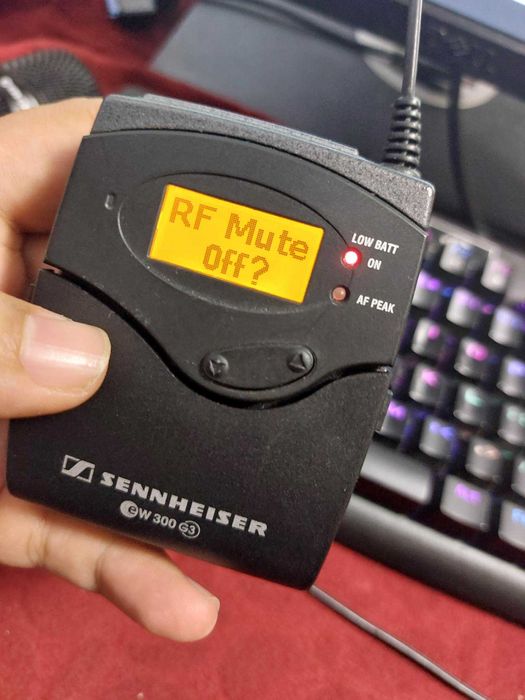 RF Mute
Off?
LOW BATT
ON
AF PEAK
SENNHEISER
ew 300 G3